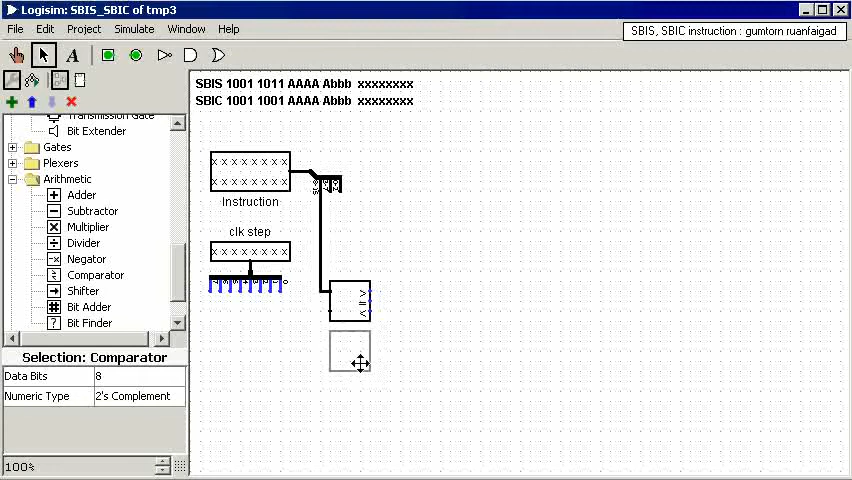 Logisim: SBIS_SBIC of tmp3
File Edit Project Simulate Window Help
SBIS, SBIC instruction : gumtorn ruanfaigad
A
SBIS 1001 1011 AAAA Abbb xxxxxxxx
SBIC 1001 1001 AAAA Abbb xxxxxxxx
Transmission Gate
Bit Extender
Gates
Plexers
Arithmetic
Adder
Subtractor
Multiplier
Divider
Negator
Comparator
Shifter
Bit Adder
Bit Finder
x x x x x x x x
x x x x x x x x
Instruction
clk step
x x x x x x x x
>
=
<
Selection: Comparator
Data Bits 8
Numeric Type 2's Complement
100%